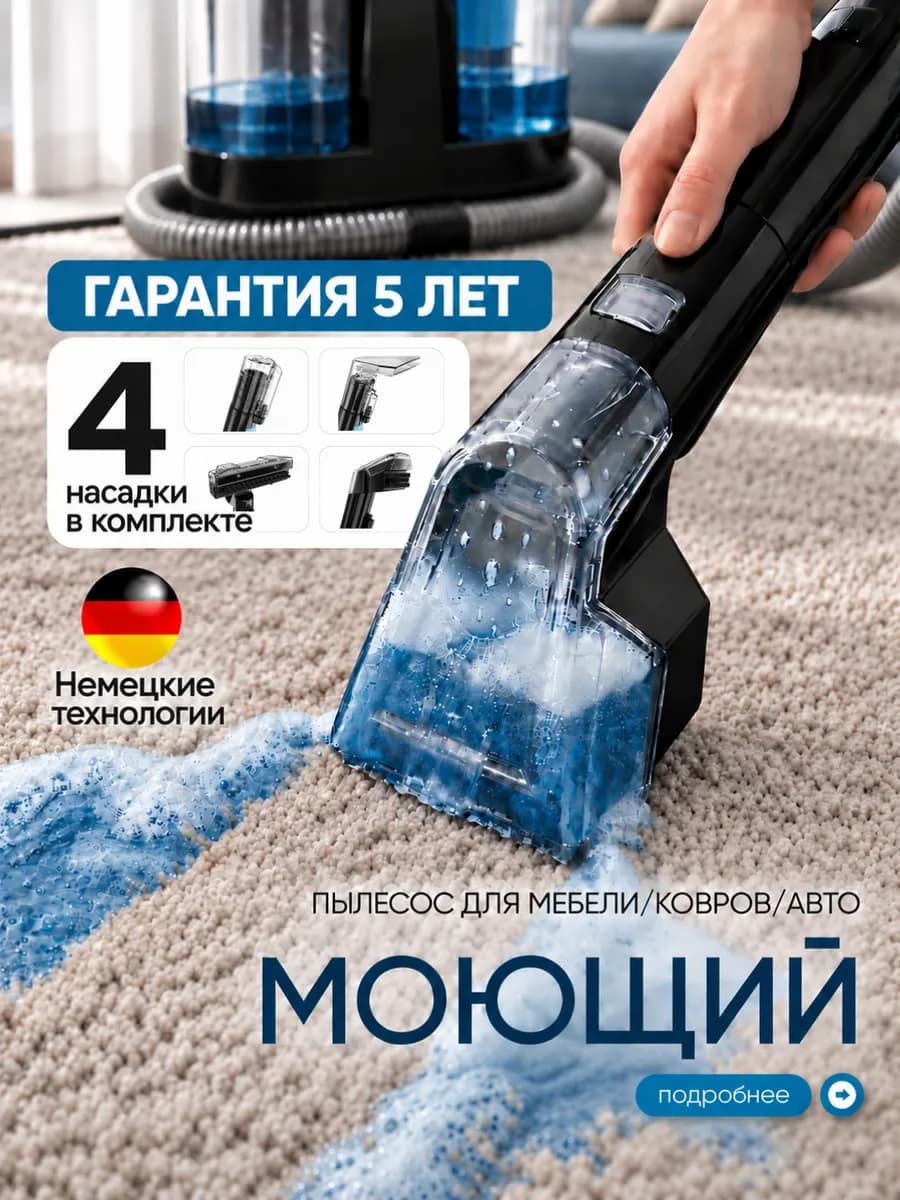 ГАРАНТИЯ 5 ЛЕТ
4
насадки
в комплекте
Немецкие
технологии
ПЫЛЕСОС ДЛЯ МЕБЕЛИ/КОВРОВ/АВТО
МОЮЩИЙ
подробнее